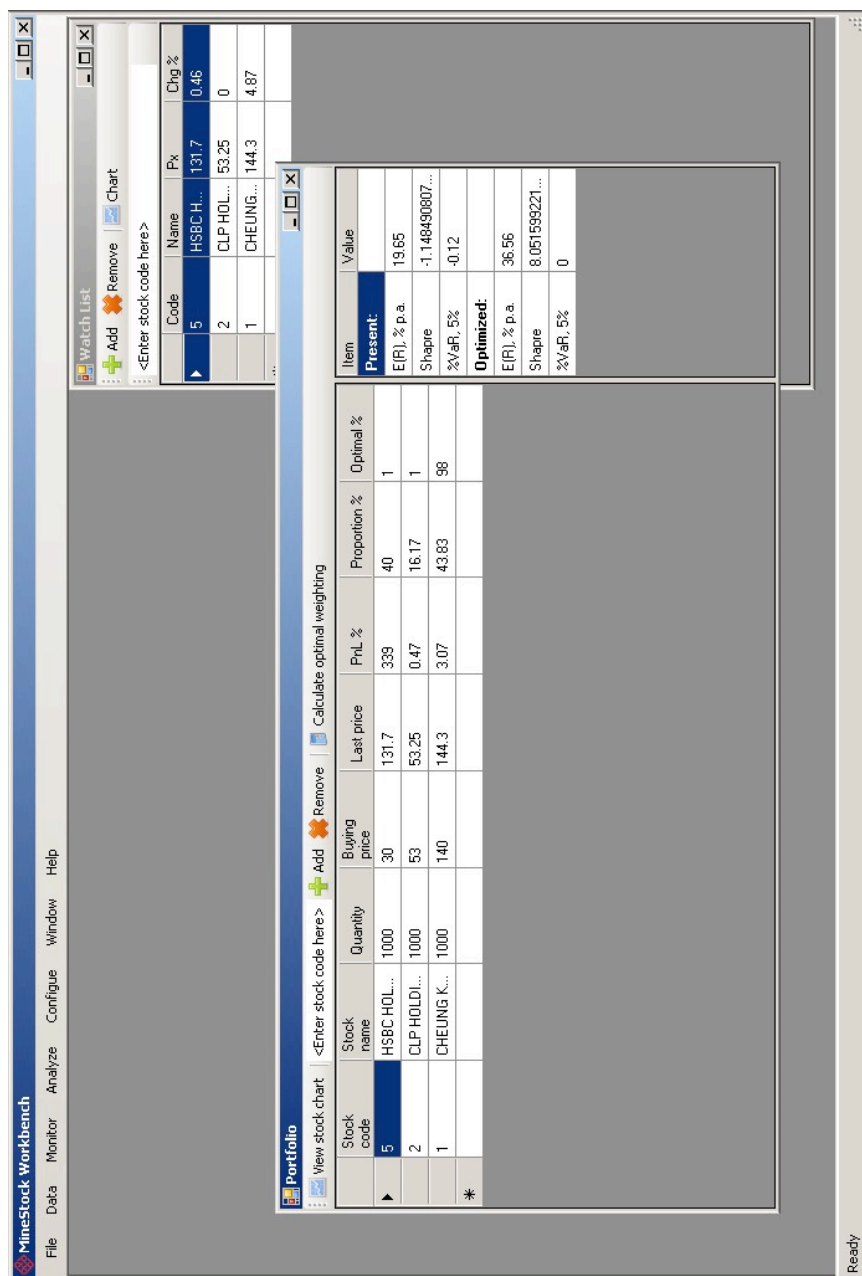 MineStock Workbench
File Data Monitor Analyze Configue Window Help
Watch List
Add Remove Chart
<Enter stock code here>
Code Name Px Chg %
5 HSBC H... 131.7 0.46
2 CLP HOL... 53.25 0
1 CHEUNG... 144.3 4.87
Portfolio
View stock chart <Enter stock code here> Add Remove Calculate optimal weighting
Stock code Stock name Quantity Buying price Last price PnL % Proportion % Optimal %
5 HSBC HOL... 1000 30 131.7 339 40 1
2 CLP HOLDI... 1000 53 53.25 0.47 16.17 1
1 CHEUNG K... 1000 140 144.3 3.07 43.83 98
Item Value
Present:
E(R), % p.a. 19.65
Shapre -1.148490807...
%VaR, 5% -0.12
Optimized:
E(R), % p.a. 36.56
Shapre 8.051599221...
%VaR, 5% 0
Ready